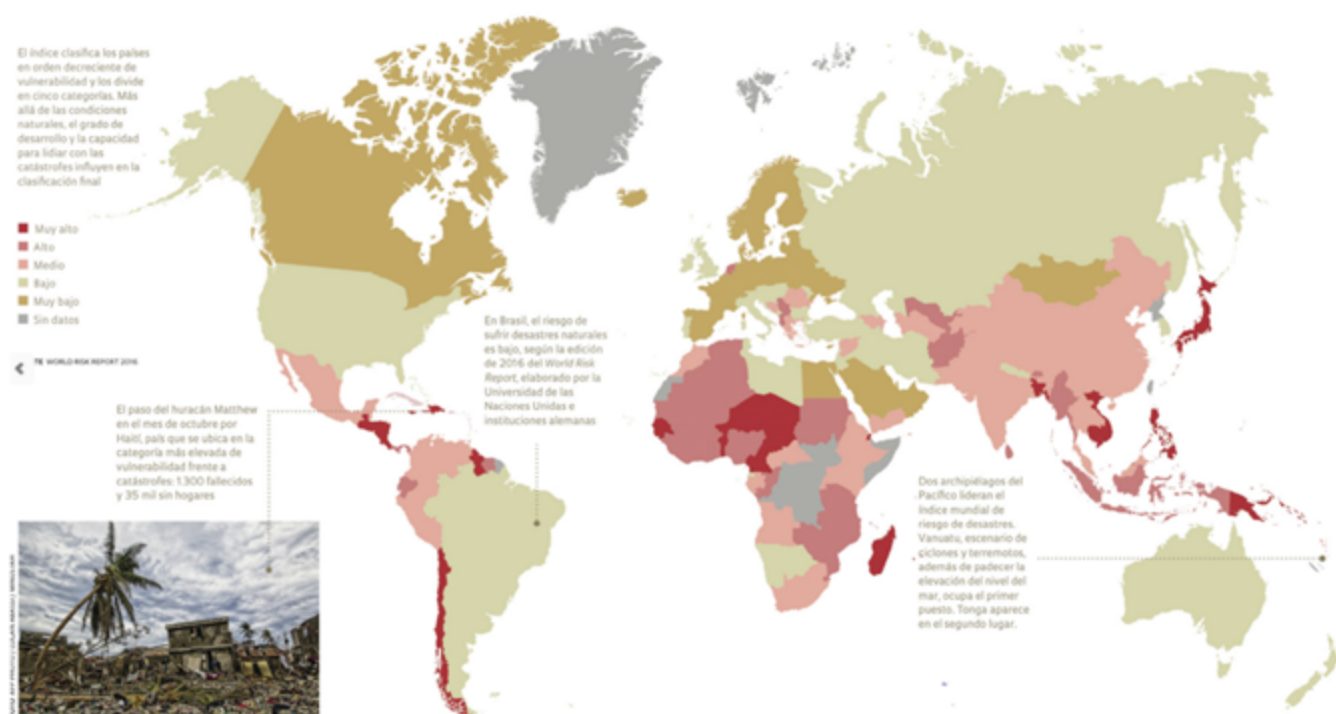 El índice clasifica los países
en orden decreciente de
vulnerabilidad y los divide
en cinco categorías. Más
allá de las condiciones
naturales, el grado de
desarrollo y la capacidad
para lidiar con las
catástrofes influyen en la
clasificación final
Muy alto
Alto
Medio
Bajo
Muy bajo
Sin datos
TE WORLD RISK REPORT 2016
En Brasil, el riesgo de
sufrir desastres naturales
es bajo, según la edición
de 2016 del World Risk
Report, elaborado por la
Universidad de las
Naciones Unidas e
instituciones alemanas
El paso del huracán Matthew
en el mes de octubre por
Haití, país que se ubica en la
categoría más elevada de
vulnerabilidad frente a
catástrofes: 1.300 fallecidos
y 35 mil sin hogares
Dos archipiélagos del
Pacífico lideran el
índice mundial de
riesgo de desastres.
Vanuatu, escenario de
ciclones y terremotos,
además de padecer la
elevación del nivel del
mar, ocupa el primer
puesto. Tonga aparece
en el segundo lugar.